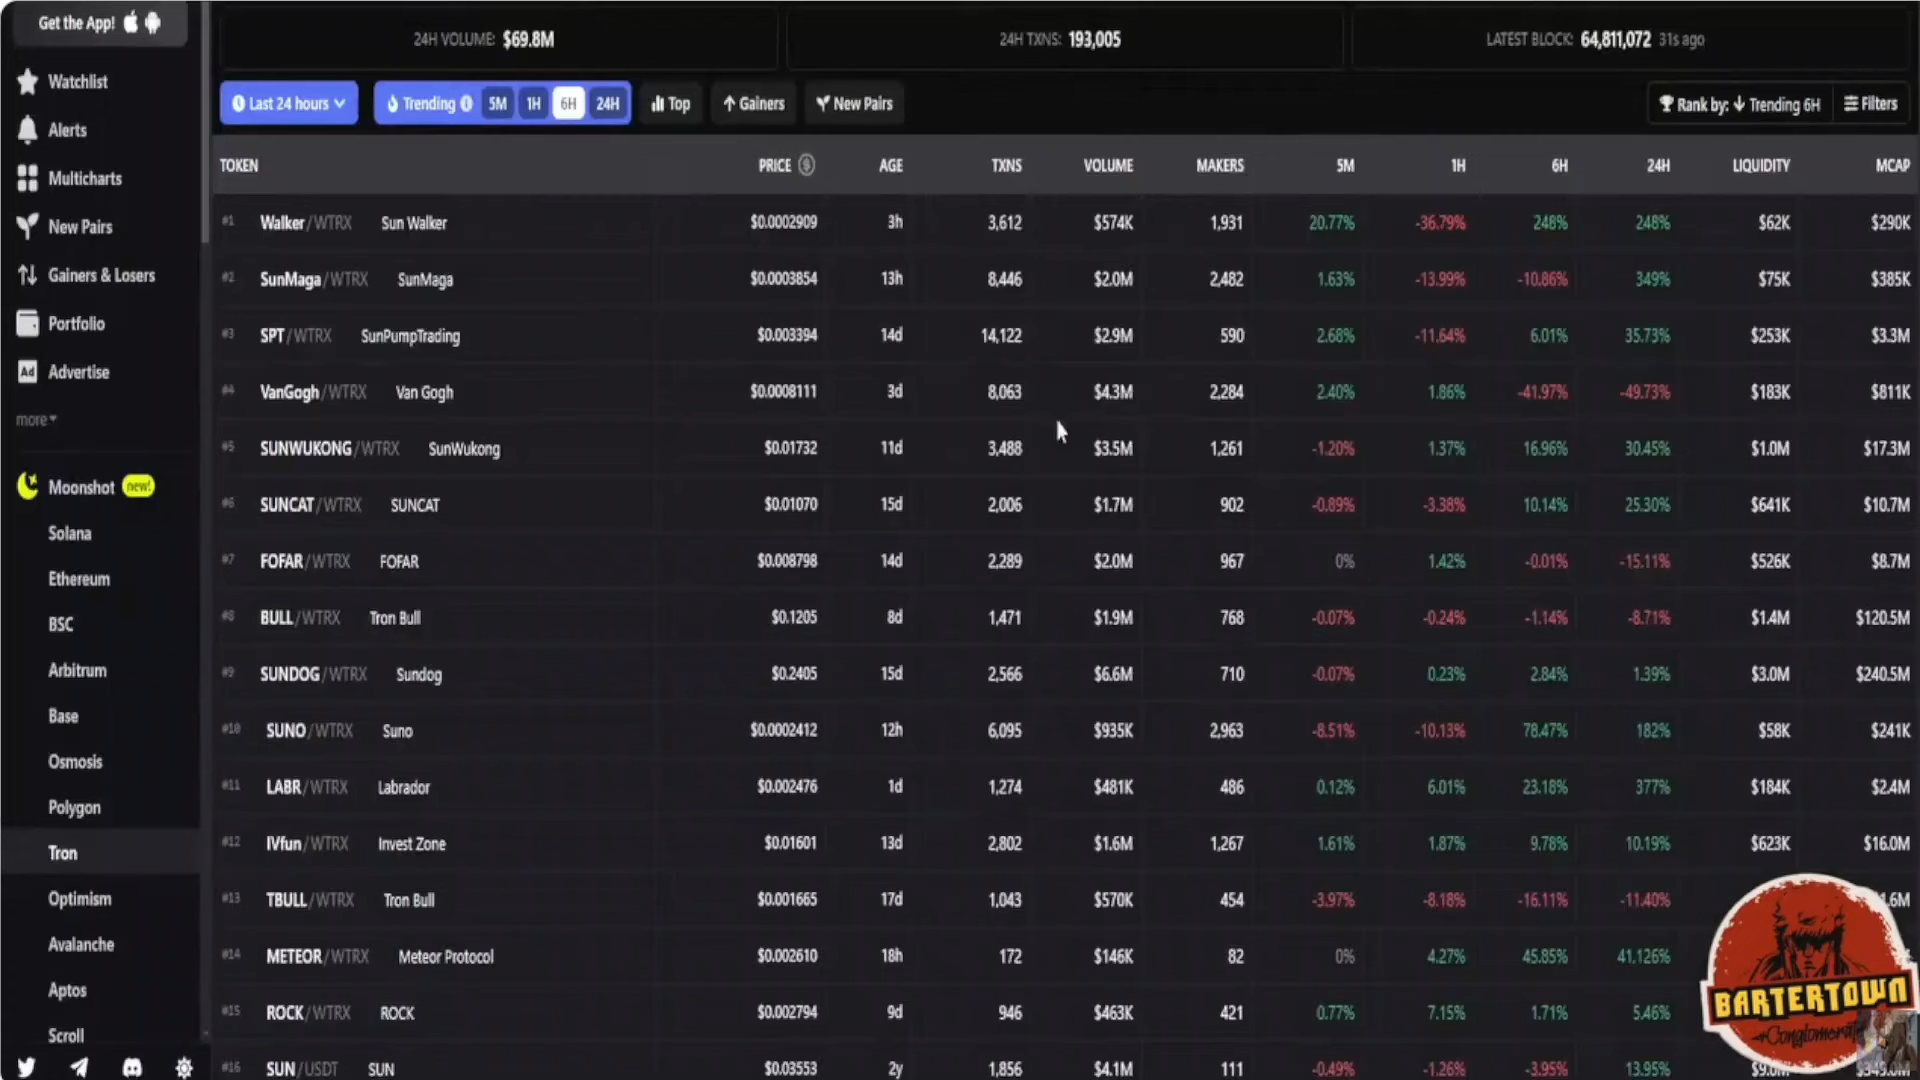 Get the App!
24H VOLUME: $69.8M 24H TXNS: 193,005 LATEST BLOCK: 64,811,072 31s ago
Watchlist
Alerts
Multicharts
New Pairs
Gainers & Losers
Portfolio
Ad Advertise
more
Moonshot new!
Solana
Ethereum
BSC
Arbitrum
Base
Osmosis
Polygon
Tron
Optimism
Avalanche
Aptos
Scroll
Last 24 hours Trending 5M 1H 6H 24H Top Gainers New Pairs Rank by: Trending 6H Filters
TOKEN PRICE AGE TXNS VOLUME MAKERS 5M 1H 6H 24H LIQUIDITY MCAP
#1 Walker/WTRX Sun Walker $0.0002909 3h 3,612 $574K 1,931 20.77% -36.79% 248% 248% $62K $290K
#2 SunMaga/WTRX SunMaga $0.0003854 13h 8,446 $2.0M 2,482 1.63% -13.99% -10.86% 349% $75K $385K
#3 SPT/WTRX SunPumpTrading $0.003394 14d 14,122 $2.9M 590 2.68% -11.64% 6.01% 35.73% $253K $3.3M
#4 VanGogh/WTRX Van Gogh $0.0008111 3d 8,063 $4.3M 2,284 2.40% 1.86% -41.97% -49.73% $183K $811K
#5 SUNWUKONG/WTRX SunWukong $0.01732 11d 3,488 $3.5M 1,261 -1.20% 1.37% 16.96% 30.45% $1.0M $17.3M
#6 SUNCAT/WTRX SUNCAT $0.01070 15d 2,006 $1.7M 902 -0.89% -3.38% 10.14% 25.30% $641K $10.7M
#7 FOFAR/WTRX FOFAR $0.008798 14d 2,289 $2.0M 967 0% 1.42% -0.01% -15.11% $526K $8.7M
#8 BULL/WTRX Tron Bull $0.1205 8d 1,471 $1.9M 768 -0.07% -0.24% -1.14% -8.71% $1.4M $120.5M
#9 SUNDOG/WTRX Sundog $0.2405 15d 2,566 $6.6M 710 -0.07% 0.23% 2.84% 1.39% $3.0M $240.5M
#10 SUNO/WTRX Suno $0.0002412 12h 6,095 $935K 2,963 -8.51% -10.13% 78.47% 182% $58K $241K
#11 LABR/WTRX Labrador $0.002476 1d 1,274 $481K 486 0.12% 6.01% 23.18% 377% $184K $2.4M
#12 IVfun/WTRX Invest Zone $0.01601 13d 2,802 $1.6M 1,267 1.61% 1.87% 9.78% 10.19% $623K $16.0M
#13 TBULL/WTRX Tron Bull $0.001665 17d 1,043 $570K 454 -3.97% -8.18% -16.11% -11.40%
#14 METEOR/WTRX Meteor Protocol $0.002610 18h 172 $146K 82 0% 4.27% 45.85% 41,126%
#15 ROCK/WTRX ROCK $0.002794 9d 946 $463K 421 0.77% 7.15% 1.71% 5.46%
#16 SUN/USDT SUN $0.03553 2y 1,856 $4.1M 111 -0.49% -1.26% -3.95% 13.95%
BARTERTOWN